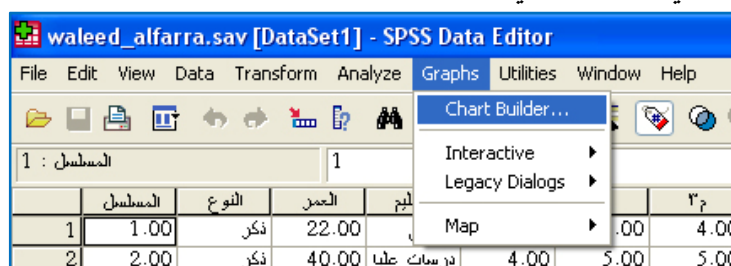 waleed_alfarra.sav [DataSet1] - SPSS Data Editor
File Edit View Data Transform Analyze Graphs Utilities Window Help
Chart Builder...
1 : المسلسل 1
Interactive
Legacy Dialogs
Map
المسلسل النوع العمر م٣
1 1.00 ذكر 22.00 .00 4.00
2 2.00 ذكر 40.00 درسات عليا 4.00 5.00 5.00